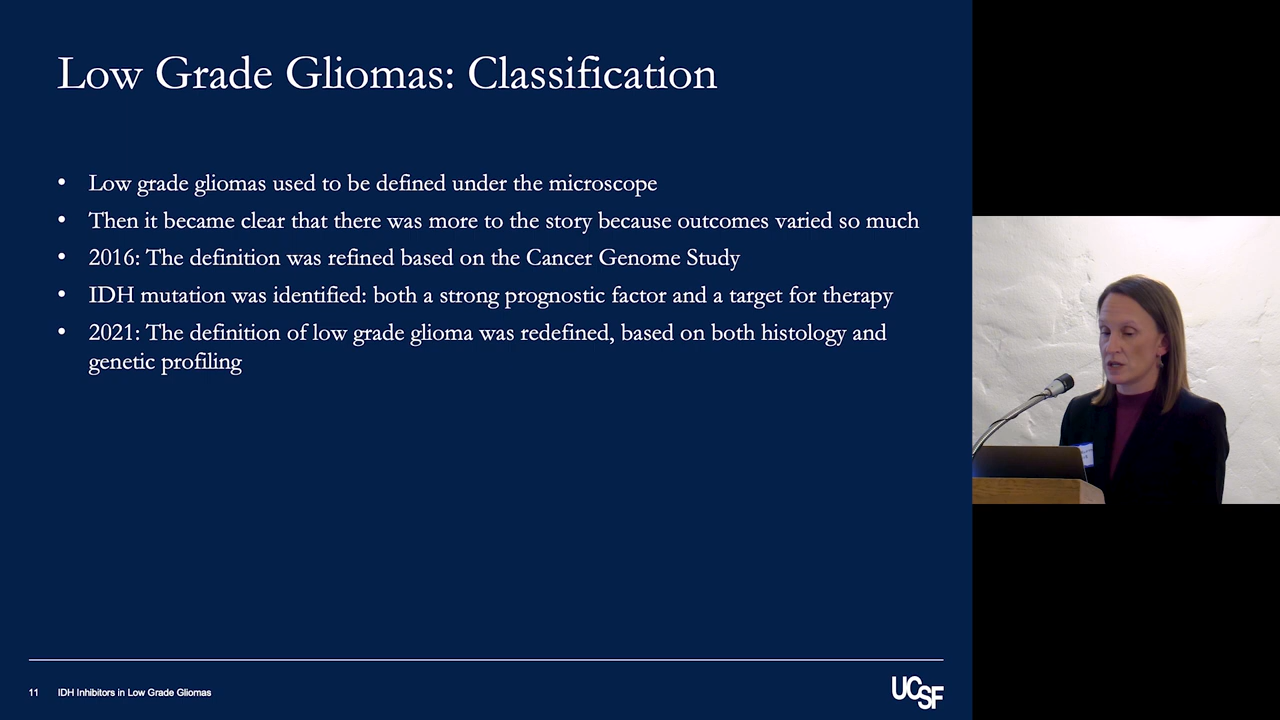 Low Grade Gliomas: Classification
• Low grade gliomas used to be defined under the microscope
• Then it became clear that there was more to the story because outcomes varied so much
• 2016: The definition was refined based on the Cancer Genome Study
• IDH mutation was identified: both a strong prognostic factor and a target for therapy
• 2021: The definition of low grade glioma was redefined, based on both histology and
genetic profiling
11 IDH Inhibitors in Low Grade Gliomas
UCSF